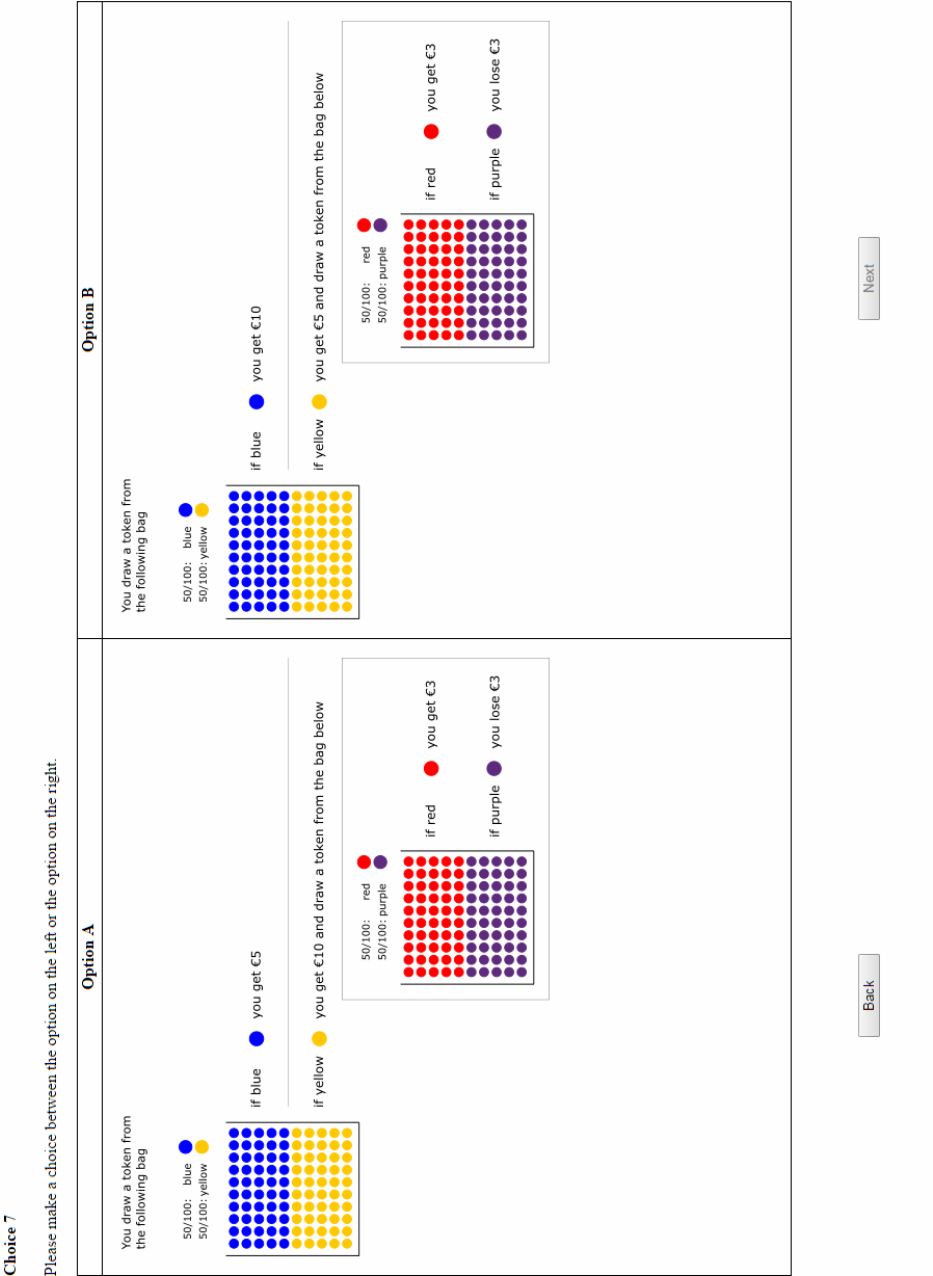 Choice 7
Please make a choice between the option on the left or the option on the right.
Option A
You draw a token from
the following bag
50/100: blue
50/100: yellow
if blue you get €5
if yellow you get €10 and draw a token from the bag below
50/100: red
50/100: purple
if red you get €3
if purple you lose €3
Option B
You draw a token from
the following bag
50/100: blue
50/100: yellow
if blue you get €10
if yellow you get €5 and draw a token from the bag below
50/100: red
50/100: purple
if red you get €3
if purple you lose €3
Back
Next